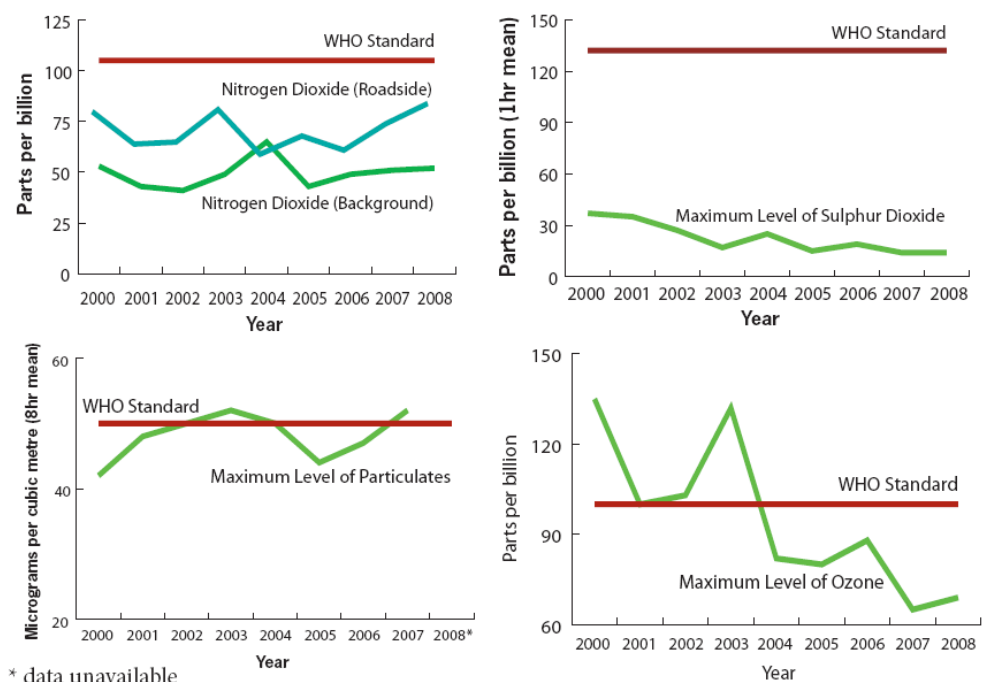 125
100
75
50
25
0
Parts per billion
WHO Standard
Nitrogen Dioxide (Roadside)
Nitrogen Dioxide (Background)
2000 2001 2002 2003 2004 2005 2006 2007 2008
Year
150
120
90
60
30
0
Parts per billion (1hr mean)
WHO Standard
Maximum Level of Sulphur Dioxide
2000 2001 2002 2003 2004 2005 2006 2007 2008
Year
60
40
20
Micrograms per cubic metre (8hr mean)
WHO Standard
Maximum Level of Particulates
2000 2001 2002 2003 2004 2005 2006 2007 2008*
Year
* data unavailable
150
120
90
60
Parts per billion
WHO Standard
Maximum Level of Ozone
2000 2001 2002 2003 2004 2005 2006 2007 2008
Year